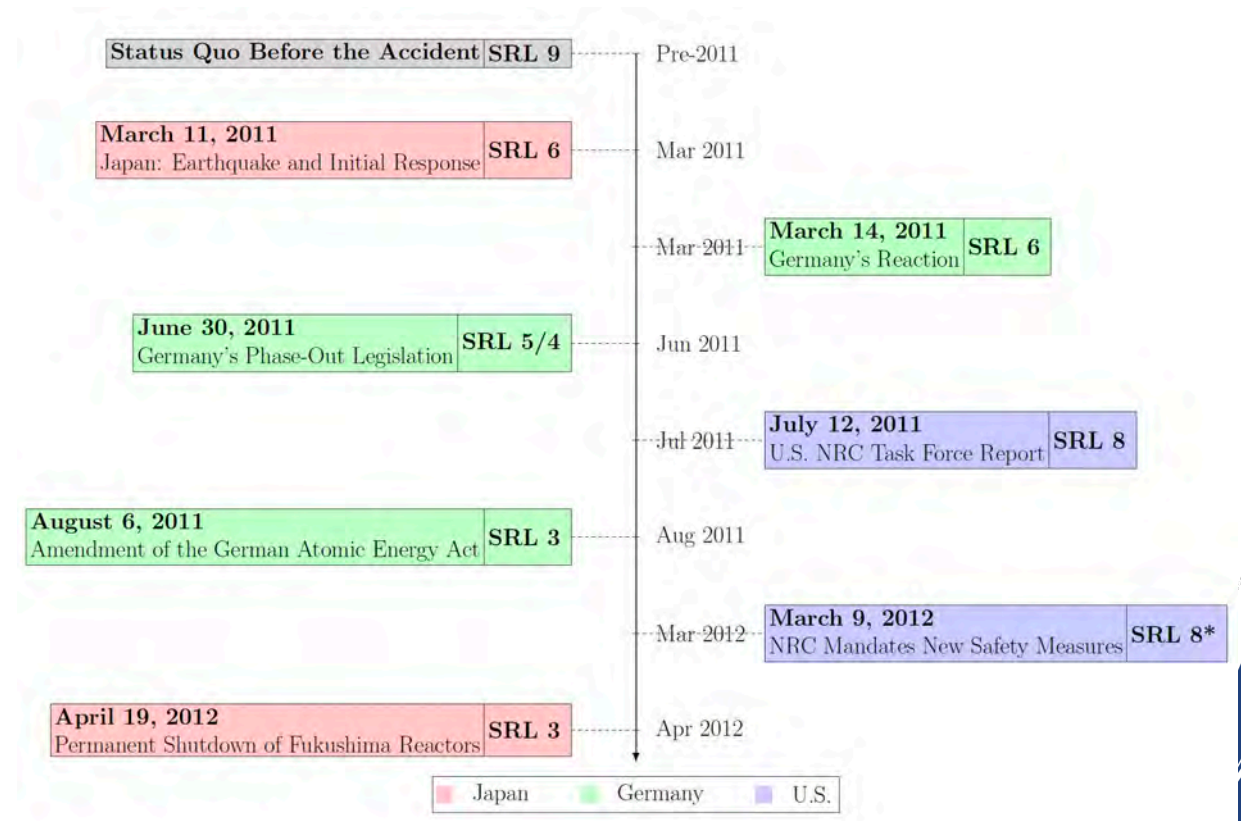 Status Quo Before the Accident SRL 9 Pre-2011
March 11, 2011
Japan: Earthquake and Initial Response
SRL 6
Mar 2011
Mar 2011
March 14, 2011
Germany's Reaction
SRL 6
June 30, 2011
Germany's Phase-Out Legislation
SRL 5/4
Jun 2011
Jul 2011
July 12, 2011
U.S. NRC Task Force Report
SRL 8
August 6, 2011
Amendment of the German Atomic Energy Act
SRL 3
Aug 2011
Mar 2012
March 9, 2012
NRC Mandates New Safety Measures
SRL 8*
April 19, 2012
Permanent Shutdown of Fukushima Reactors
SRL 3
Apr 2012
Japan Germany U.S.